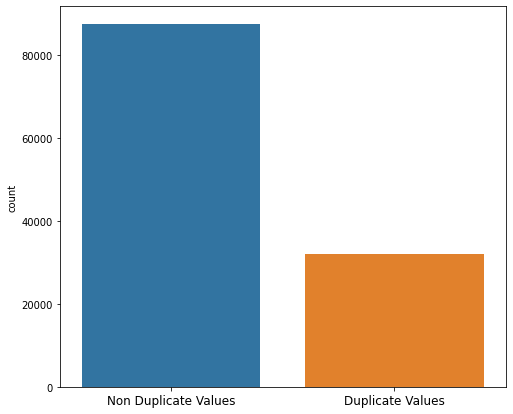 80000
60000
count
40000
20000
0
Non Duplicate Values
Duplicate Values